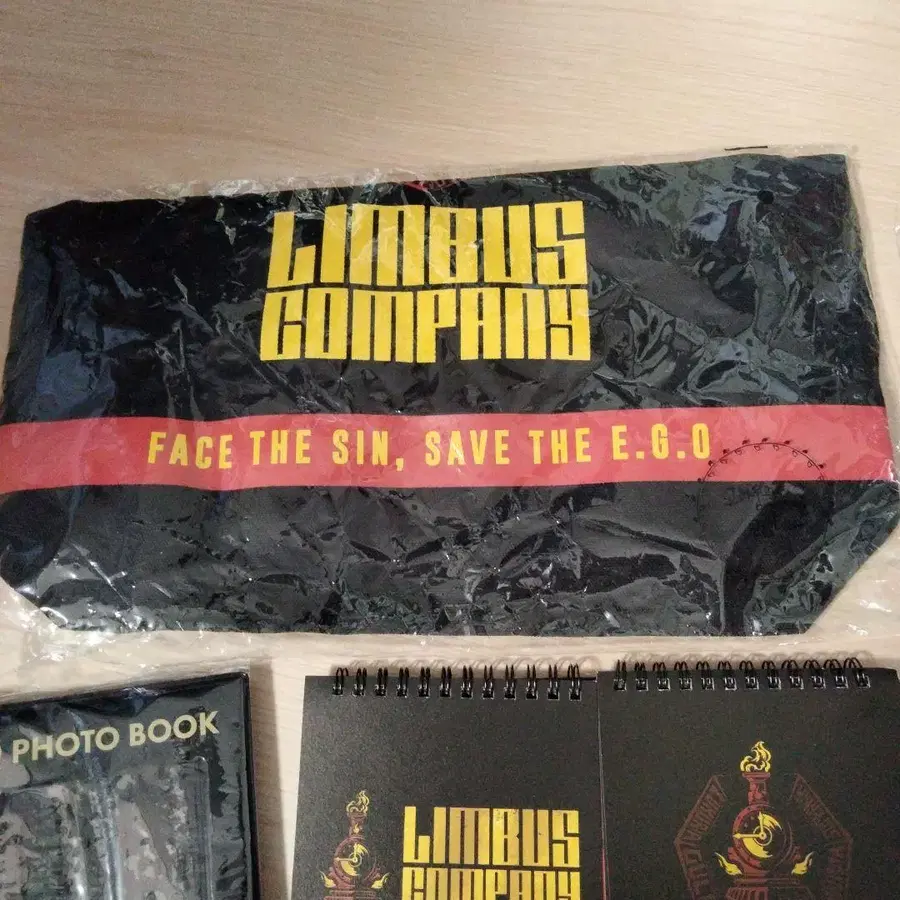 LIMBUS
COMPANY
FACE THE SIN, SAVE THE E.G.O
PHOTO BOOK
LIMBUS
COMPANY